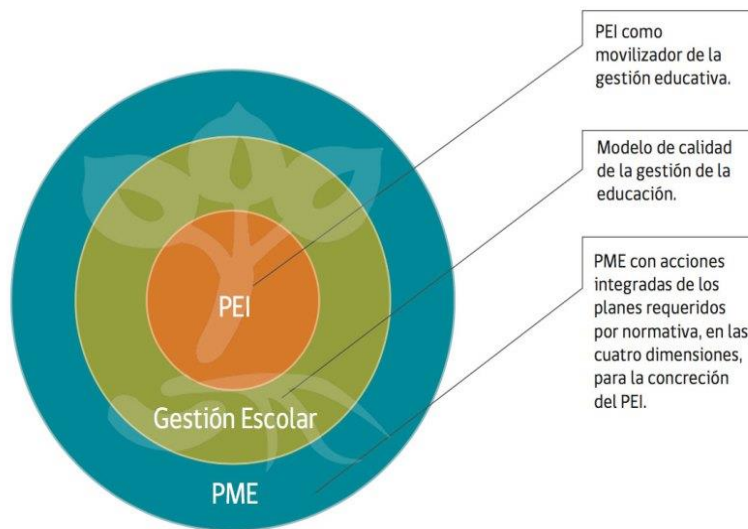 PEI como
movilizador de la
gestión educativa.
Modelo de calidad
de la gestión de la
educación.
PME con acciones
integradas de los
planes requeridos
por normativa, en las
cuatro dimensiones,
para la concreción
del PEI.
PEI
Gestión Escolar
PME